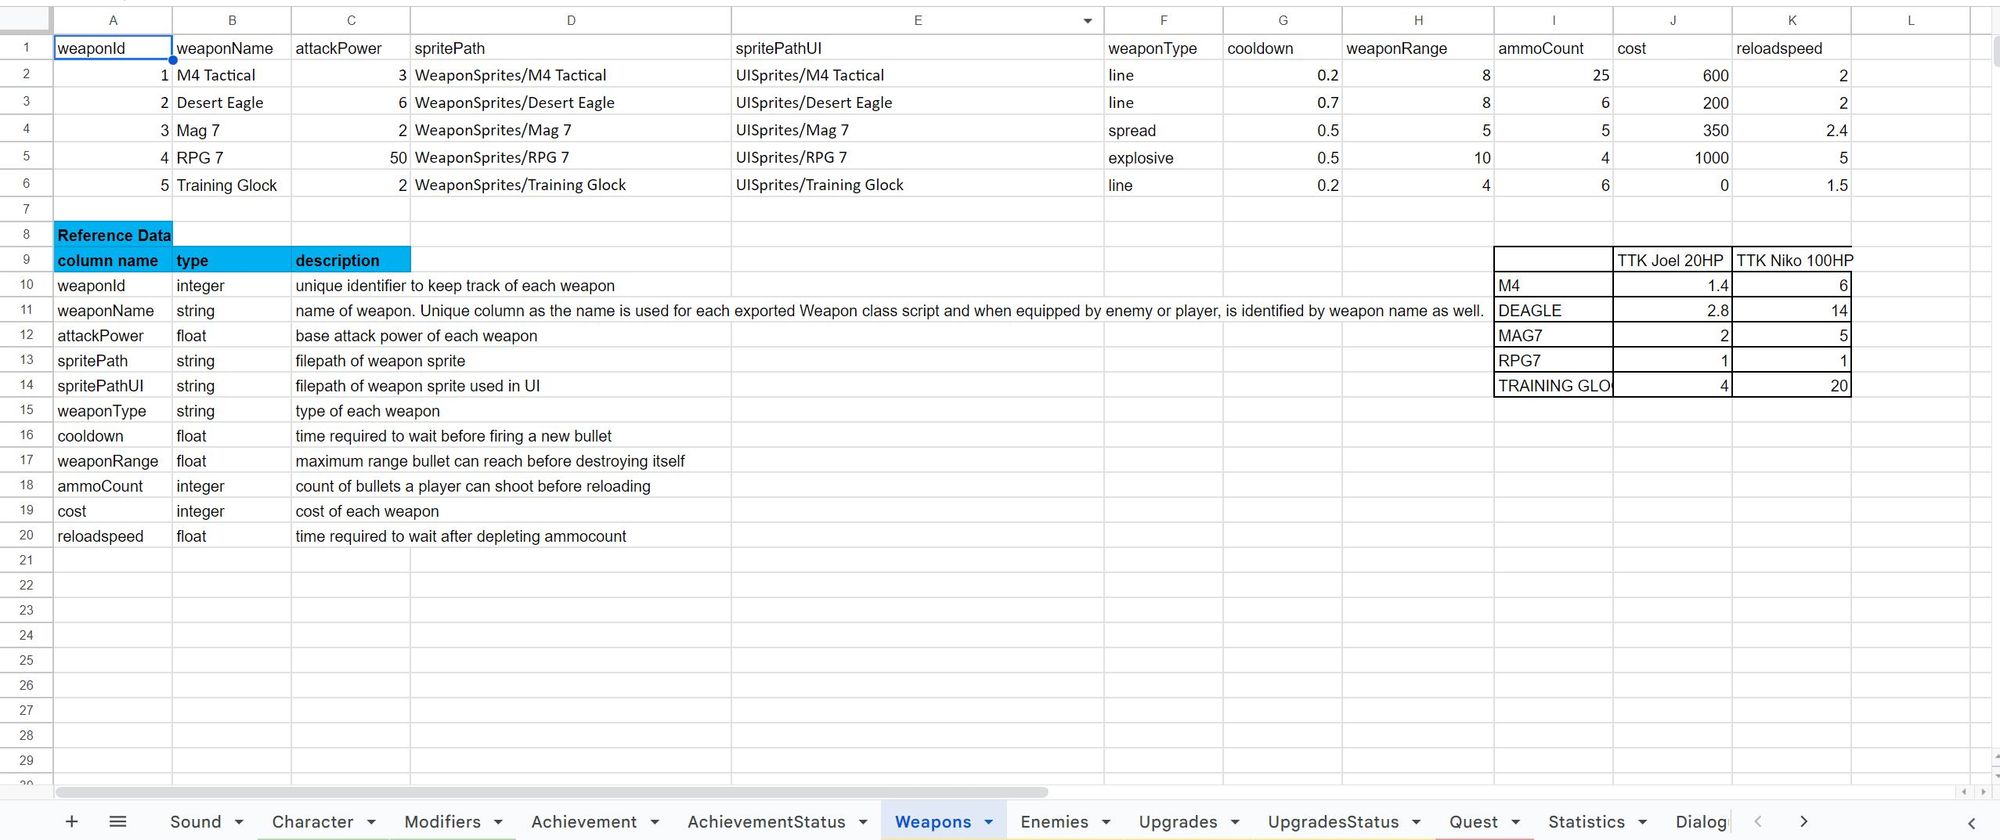 A B C D E F G H I J K L
1 weaponId weaponName attackPower spritePath spritePathUI weaponType cooldown weaponRange ammoCount cost reloadspeed
2 1 M4 Tactical 3 WeaponSprites/M4 Tactical UISprites/M4 Tactical line 0.2 8 25 600 2
3 2 Desert Eagle 6 WeaponSprites/Desert Eagle UISprites/Desert Eagle line 0.7 8 6 200 2
4 3 Mag 7 2 WeaponSprites/Mag 7 UISprites/Mag 7 spread 0.5 5 5 350 2.4
5 4 RPG 7 50 WeaponSprites/RPG 7 UISprites/RPG 7 explosive 0.5 10 4 1000 5
6 5 Training Glock 2 WeaponSprites/Training Glock UISprites/Training Glock line 0.2 4 6 0 1.5
7
8 Reference Data
9 column name type description TTK Joel 20HP TTK Niko 100HP
10 weaponId integer unique identifier to keep track of each weapon M4 1.4 6
11 weaponName string name of weapon. Unique column as the name is used for each exported Weapon class script and when equipped by enemy or player, is identified by weapon name as well. DEAGLE 2.8 14
12 attackPower float base attack power of each weapon MAG7 2 5
13 spritePath string filepath of weapon sprite RPG7 1 1
14 spritePathUI string filepath of weapon sprite used in UI TRAINING GLO 4 20
15 weaponType string type of each weapon
16 cooldown float time required to wait before firing a new bullet
17 weaponRange float maximum range bullet can reach before destroying itself
18 ammoCount integer count of bullets a player can shoot before reloading
19 cost integer cost of each weapon
20 reloadspeed float time required to wait after depleting ammocount
21
22
23
24
25
26
27
28
29
30
Sound Character Modifiers Achievement AchievementStatus Weapons Enemies Upgrades UpgradesStatus Quest Statistics Dialog